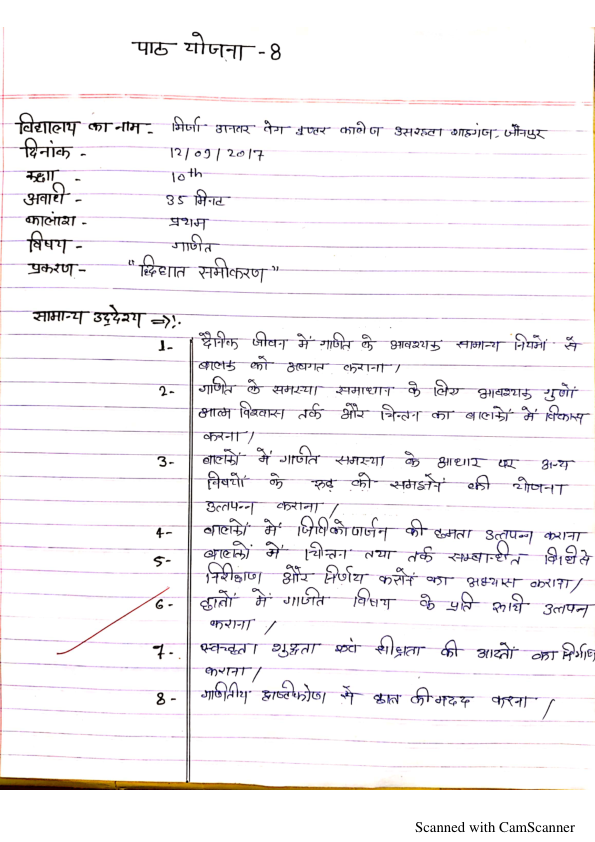 पाठ योजना - 8
विद्यालय का नाम - मिर्जा अनवर बेग इण्टर कालेज शाहगंज, जौनपुर
दिनांक - 12/09/2017
कक्षा - 10th
अवधि - 35 मिनट
कालांश - प्रथम
विषय - गणित
प्रकरण - "द्विघात समीकरण"
सामान्य उद्देश्य ⇒:-
1- दैनिक जीवन में गणित के आवश्यक सामान्य नियमों से
बालक को अवगत कराना /
2- गणित के समस्या समाधान के लिए आवश्यक गुणों
आत्म विश्वास तर्क और चिन्तन का बालकों में विकास
करना /
3- बालकों में गणित समस्या के आधार पर अन्य
विषयों के को समझने की योजना
उत्पन्न कराना /
4- बालकों में जिविकोपार्जन की क्षमता उत्पन्न कराना
5- बालकों में चिन्तन तथा तर्क सम्बन्धित विधि से
निरीक्षण और निर्णय करने का अभ्यास कराना /
6- छात्रों में गणित विषय के प्रति रूचि उत्पन्न
कराना /
7- स्वच्छता शुद्धता एवं शीघ्रता की आदतों का निर्माण
कराना /
8- गणितीय दृष्टिकोण से छात्र की मदद करना /
Scanned with CamScanner